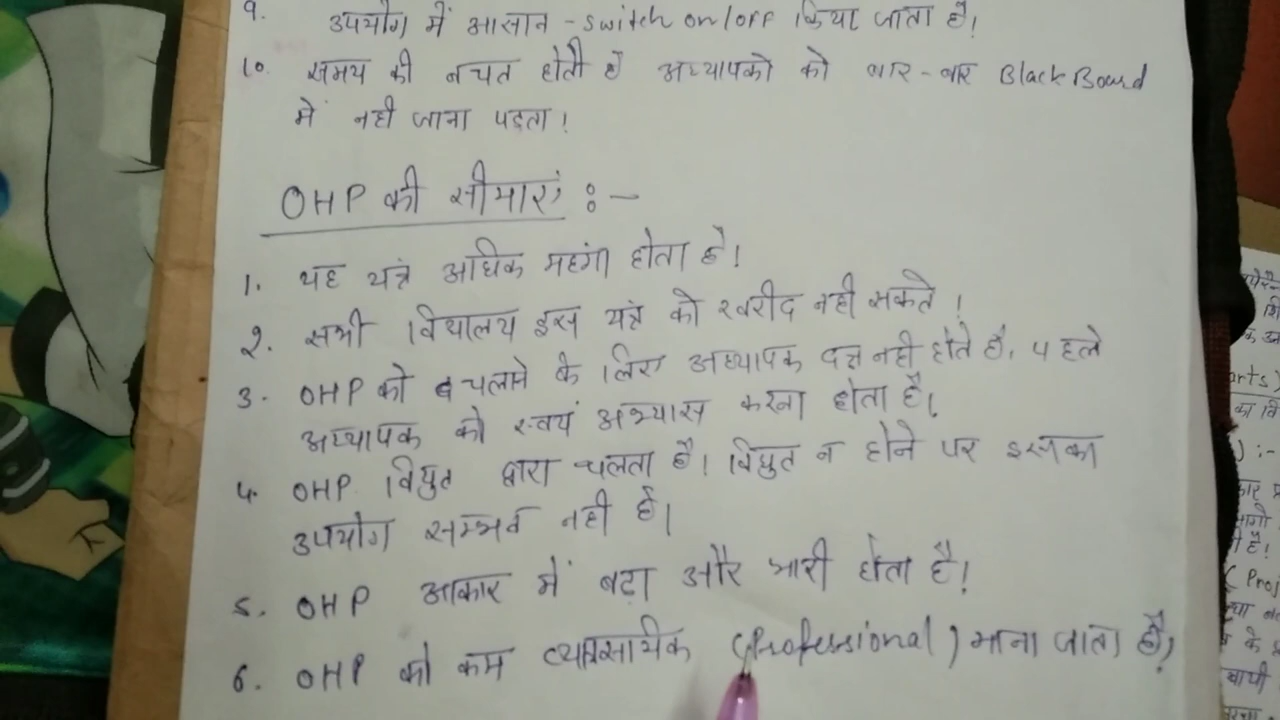 9. उपयोग में आसान - switch on/off किया जाता है।
10. समय की बचत होती है अध्यापको को बार-बार Black Board
में नही जाना पड़ता।
OHP की सीमाएं :-
1. यह यत्रं अधिक महगां होता है।
2. सभी विद्यालय इस यत्रं को खरीद नही सकते।
3. OHP को चलाने के लिए अध्यापक दक्ष नही होते है, पहले
अध्यापक को स्वयं अभ्यास करना होता है।
4. OHP विद्युत द्वारा चलता है। विद्युत न होने पर इसका
उपयोग सम्भव नही है।
5. OHP आकार में बड़ा और भारी होता है।
6. OHP को कम व्यावसायिक (Professional) माना जाता है,